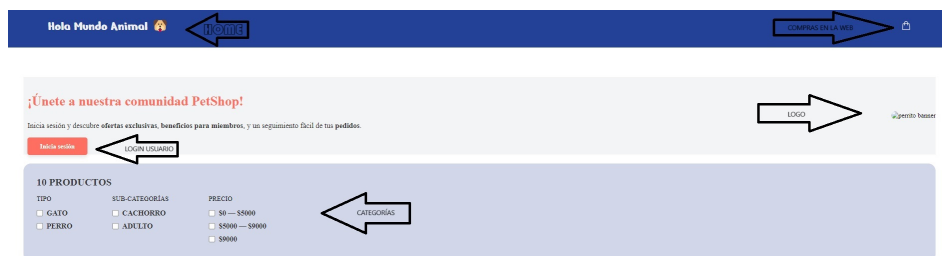 Hola Mundo Animal
HOME
COMPRAS EN LA WEB
¡Únete a nuestra comunidad PetShop!
Inicia sesión y descubre ofertas exclusivas, beneficios para miembros, y un seguimiento fácil de tus pedidos.
LOGO
perrito banner
Inicia sesión
LOGIN USUARIO
10 PRODUCTOS
TIPO SUB-CATEGORÍAS PRECIO
GATO CACHORRO $0 — $5000
CATEGORÍAS
PERRO ADULTO $5000 — $9000
$9000